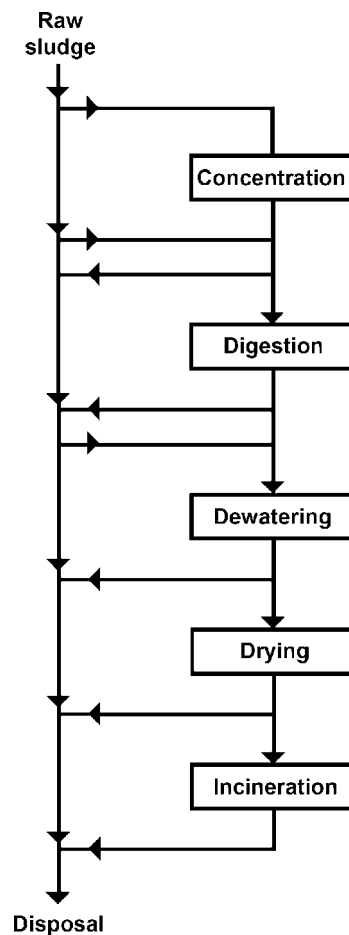 Raw
sludge
Concentration
Digestion
Dewatering
Drying
Incineration
Disposal